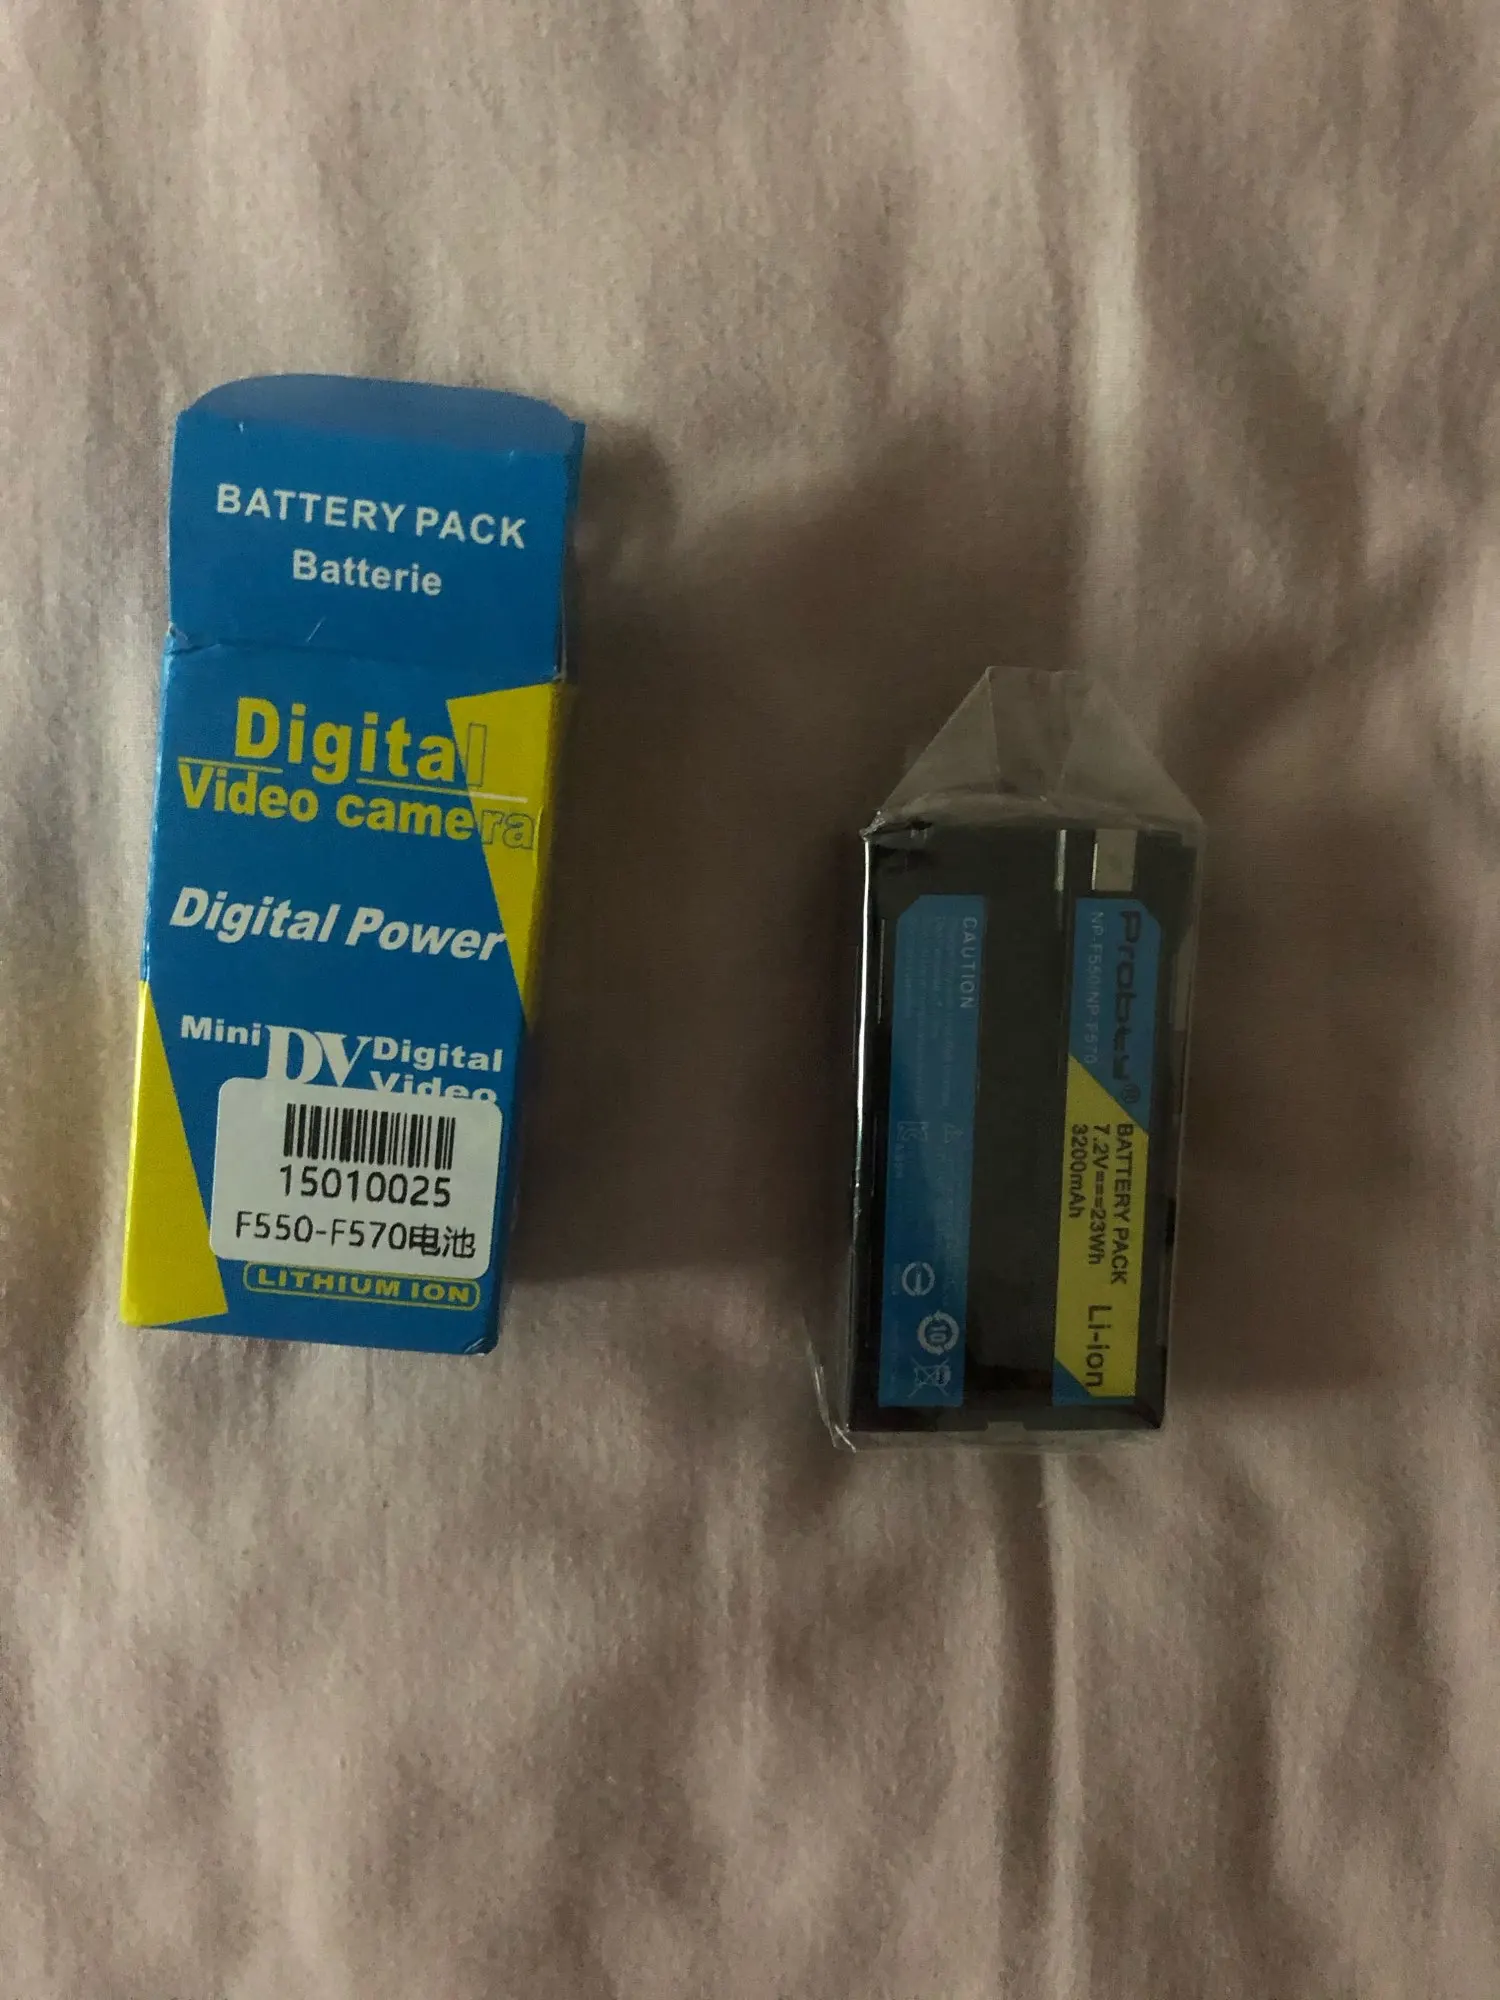 BATTERY PACK
Batterie
Digital
Video camera
Digital Power
Mini DV Digital
Video
15010025
F550-F570电池
LITHIUM ION
CAUTION
10
Probty®
NP-F550/NP-F570
BATTERY PACK
7.2V⎓23Wh
3200mAh
Li-ion